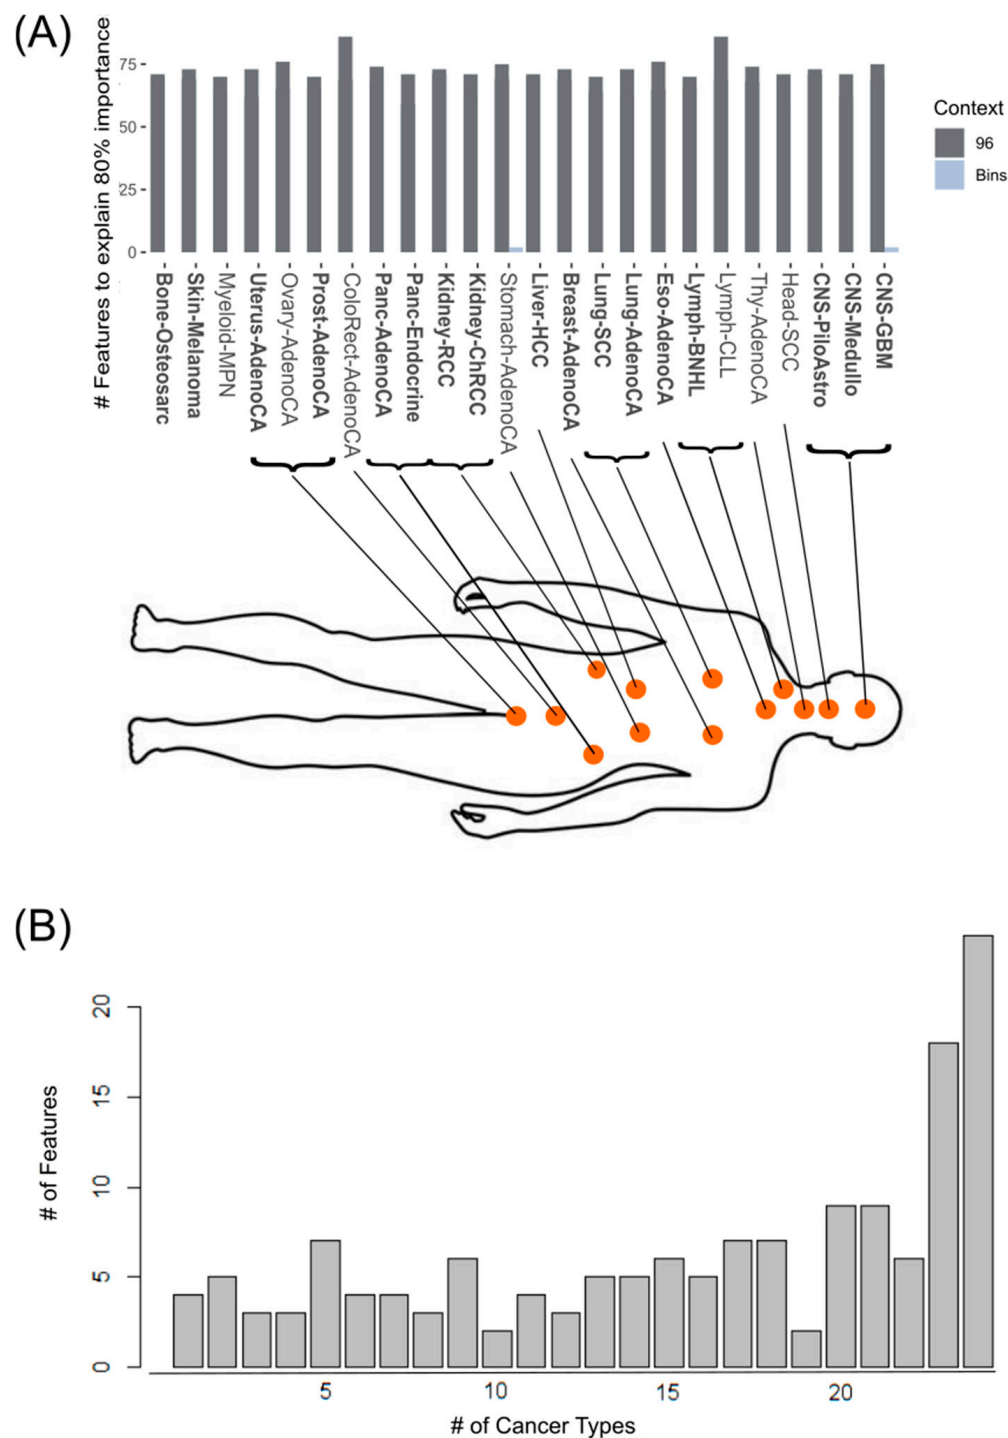 (A)
# Features to explain 80% importance
75
50
25
0
Context
96
Bins
Bone-Osteosarc
Skin-Melanoma
Myeloid-MPN
Uterus-AdenoCA
Ovary-AdenoCA
Prost-AdenoCA
ColoRect-AdenoCA
Panc-AdenoCA
Panc-Endocrine
Kidney-RCC
Kidney-ChRCC
Stomach-AdenoCA
Liver-HCC
Breast-AdenoCA
Lung-SCC
Lung-AdenoCA
Eso-AdenoCA
Lymph-BNHL
Lymph-CLL
Thy-AdenoCA
Head-SCC
CNS-PiloAstro
CNS-Medullo
CNS-GBM
(B)
# of Features
20
15
10
5
0
5
10
15
20
# of Cancer Types